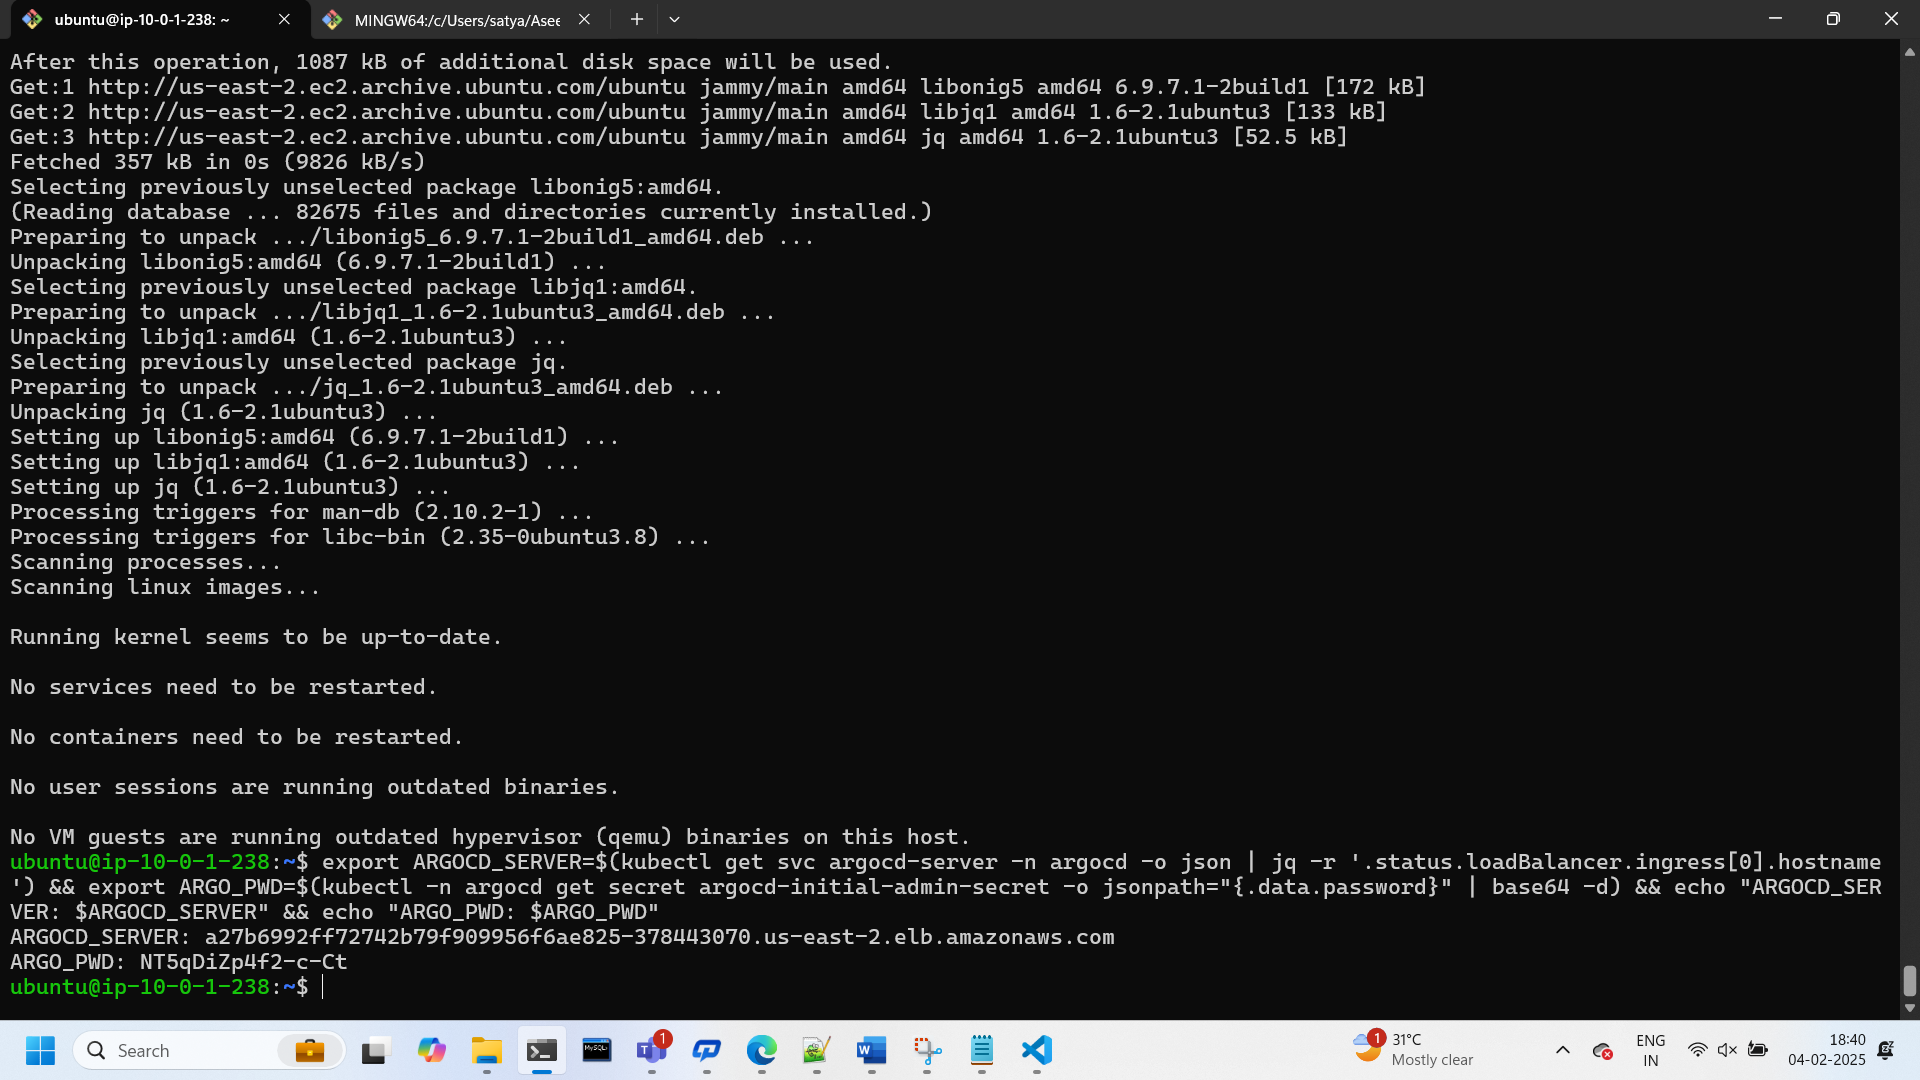 ubuntu@ip-10-0-1-238: ~
MINGW64:/c/Users/satya/Asee
After this operation, 1087 kB of additional disk space will be used.
Get:1 http://us-east-2.ec2.archive.ubuntu.com/ubuntu jammy/main amd64 libonig5 amd64 6.9.7.1-2build1 [172 kB]
Get:2 http://us-east-2.ec2.archive.ubuntu.com/ubuntu jammy/main amd64 libjq1 amd64 1.6-2.1ubuntu3 [133 kB]
Get:3 http://us-east-2.ec2.archive.ubuntu.com/ubuntu jammy/main amd64 jq amd64 1.6-2.1ubuntu3 [52.5 kB]
Fetched 357 kB in 0s (9826 kB/s)
Selecting previously unselected package libonig5:amd64.
(Reading database ... 82675 files and directories currently installed.)
Preparing to unpack .../libonig5_6.9.7.1-2build1_amd64.deb ...
Unpacking libonig5:amd64 (6.9.7.1-2build1) ...
Selecting previously unselected package libjq1:amd64.
Preparing to unpack .../libjq1_1.6-2.1ubuntu3_amd64.deb ...
Unpacking libjq1:amd64 (1.6-2.1ubuntu3) ...
Selecting previously unselected package jq.
Preparing to unpack .../jq_1.6-2.1ubuntu3_amd64.deb ...
Unpacking jq (1.6-2.1ubuntu3) ...
Setting up libonig5:amd64 (6.9.7.1-2build1) ...
Setting up libjq1:amd64 (1.6-2.1ubuntu3) ...
Setting up jq (1.6-2.1ubuntu3) ...
Processing triggers for man-db (2.10.2-1) ...
Processing triggers for libc-bin (2.35-0ubuntu3.8) ...
Scanning processes...
Scanning linux images...
Running kernel seems to be up-to-date.
No services need to be restarted.
No containers need to be restarted.
No user sessions are running outdated binaries.
No VM guests are running outdated hypervisor (qemu) binaries on this host.
ubuntu@ip-10-0-1-238:~$ export ARGOCD_SERVER=$(kubectl get svc argocd-server -n argocd -o json | jq -r '.status.loadBalancer.ingress[0].hostname
') && export ARGO_PWD=$(kubectl -n argocd get secret argocd-initial-admin-secret -o jsonpath="{.data.password}" | base64 -d) && echo "ARGOCD_SER
VER: $ARGOCD_SERVER" && echo "ARGO_PWD: $ARGO_PWD"
ARGOCD_SERVER: a27b6992ff72742b79f909956f6ae825-378443070.us-east-2.elb.amazonaws.com
ARGO_PWD: NT5qDiZp4f2-c-Ct
ubuntu@ip-10-0-1-238:~$
Search
MySQL
1
1
31°C
Mostly clear
ENG
IN
18:40
04-02-2025